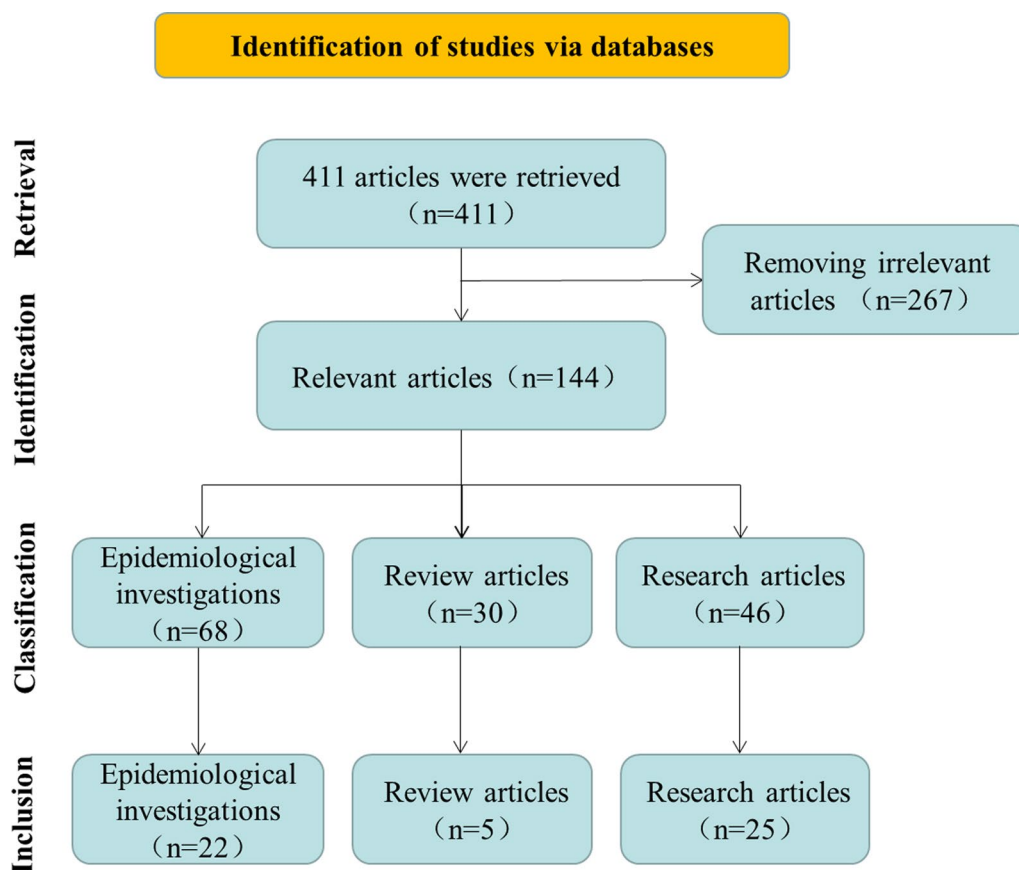 Identification of studies via databases
Retrieval
411 articles were retrieved
（n=411）
Removing irrelevant
articles （n=267）
Identification
Relevant articles（n=144）
Classification
Epidemiological
investigations
（n=68）
Review articles
（n=30）
Research articles
（n=46）
Inclusion
Epidemiological
investigations
（n=22）
Review articles
（n=5）
Research articles
（n=25）